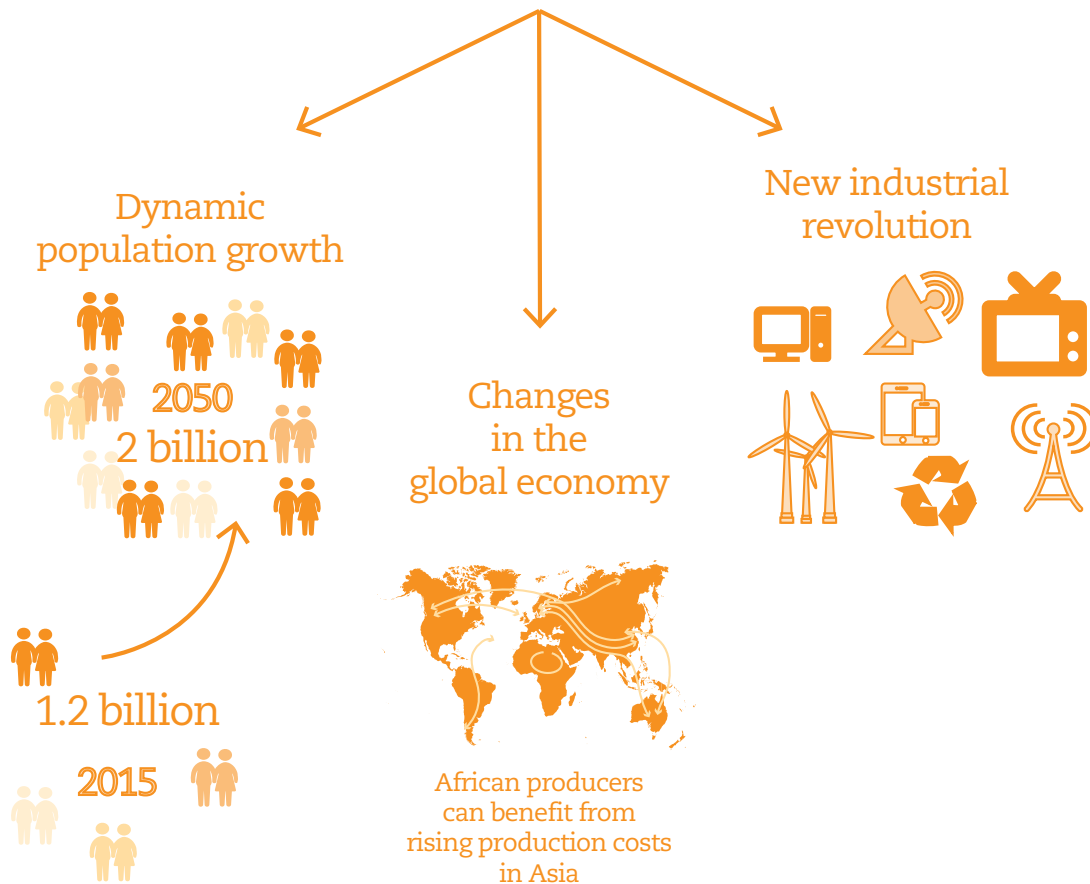 Dynamic
population growth
2050
2 billion
1.2 billion
2015
Changes
in the
global economy
African producers
can benefit from
rising production costs
in Asia
New industrial
revolution